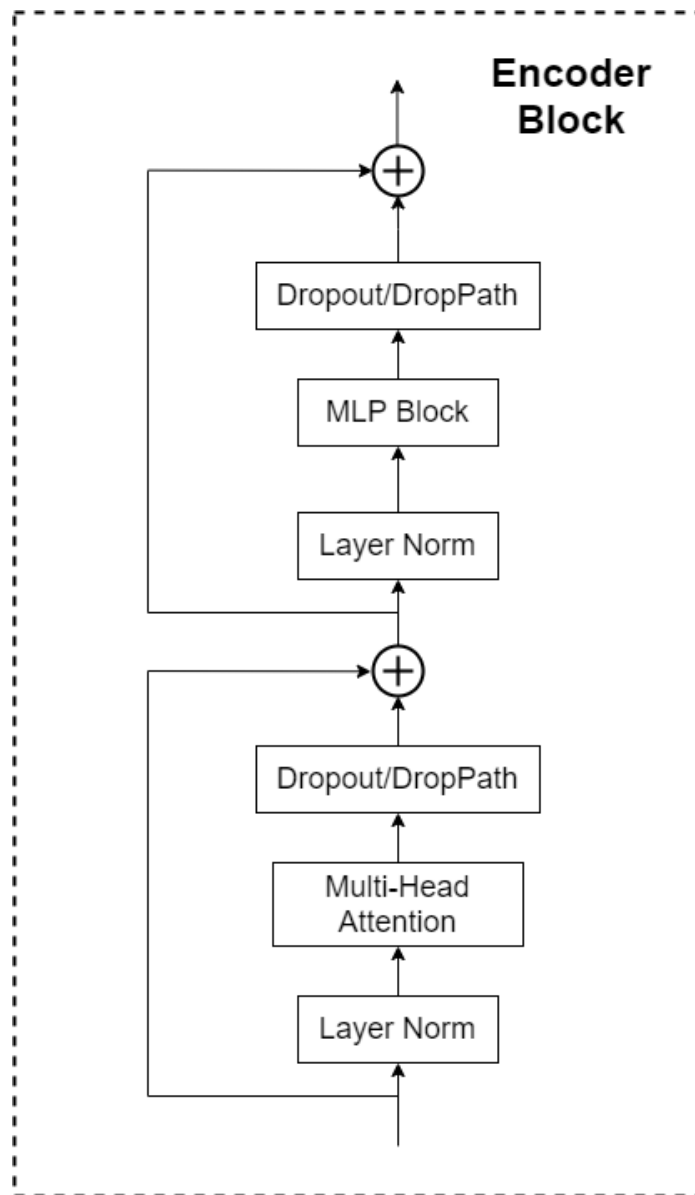 Encoder
Block
Dropout/DropPath
MLP Block
Layer Norm
Dropout/DropPath
Multi-Head
Attention
Layer Norm